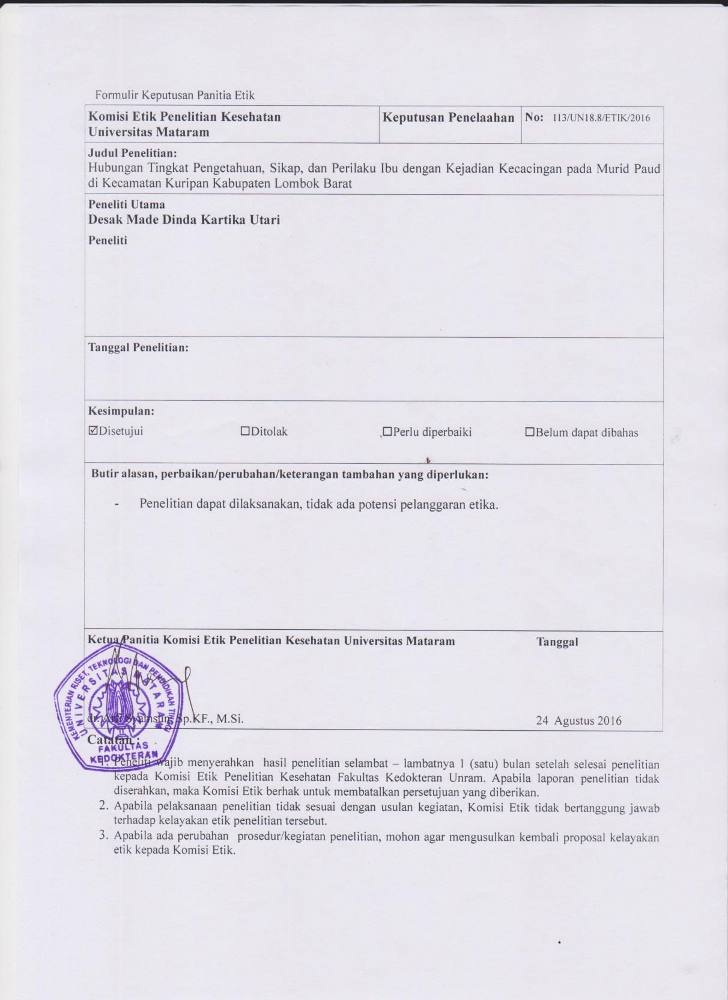 Formulir Keputusan Panitia Etik
Komisi Etik Penelitian Kesehatan
Universitas Mataram
Keputusan Penelaahan
No: 113/UN18.8/ETIK/2016
Judul Penelitian:
Hubungan Tingkat Pengetahuan, Sikap, dan Perilaku Ibu dengan Kejadian Kecacingan pada Murid Paud
di Kecamatan Kuripan Kabupaten Lombok Barat
Peneliti Utama
Desak Made Dinda Kartika Utari
Peneliti
Tanggal Penelitian:
Kesimpulan:
☑Disetujui ☐Ditolak ☐Perlu diperbaiki ☐Belum dapat dibahas
Butir alasan, perbaikan/perubahan/keterangan tambahan yang diperlukan:
- Penelitian dapat dilaksanakan, tidak ada potensi pelanggaran etika.
Ketua Panitia Komisi Etik Penelitian Kesehatan Universitas Mataram Tanggal
KEMENTERIAN RISET, TEKNOLOGI DAN PENDIDIKAN TINGGI
UNIVERSITAS MATARAM
FAKULTAS
KEDOKTERAN
dr. Arfi Syamsun, Sp.KF., M.Si. 24 Agustus 2016
Catatan :
1. Peneliti wajib menyerahkan hasil penelitian selambat – lambatnya 1 (satu) bulan setelah selesai penelitian
kepada Komisi Etik Penelitian Kesehatan Fakultas Kedokteran Unram. Apabila laporan penelitian tidak
diserahkan, maka Komisi Etik berhak untuk membatalkan persetujuan yang diberikan.
2. Apabila pelaksanaan penelitian tidak sesuai dengan usulan kegiatan, Komisi Etik tidak bertanggung jawab
terhadap kelayakan etik penelitian tersebut.
3. Apabila ada perubahan prosedur/kegiatan penelitian, mohon agar mengusulkan kembali proposal kelayakan
etik kepada Komisi Etik.